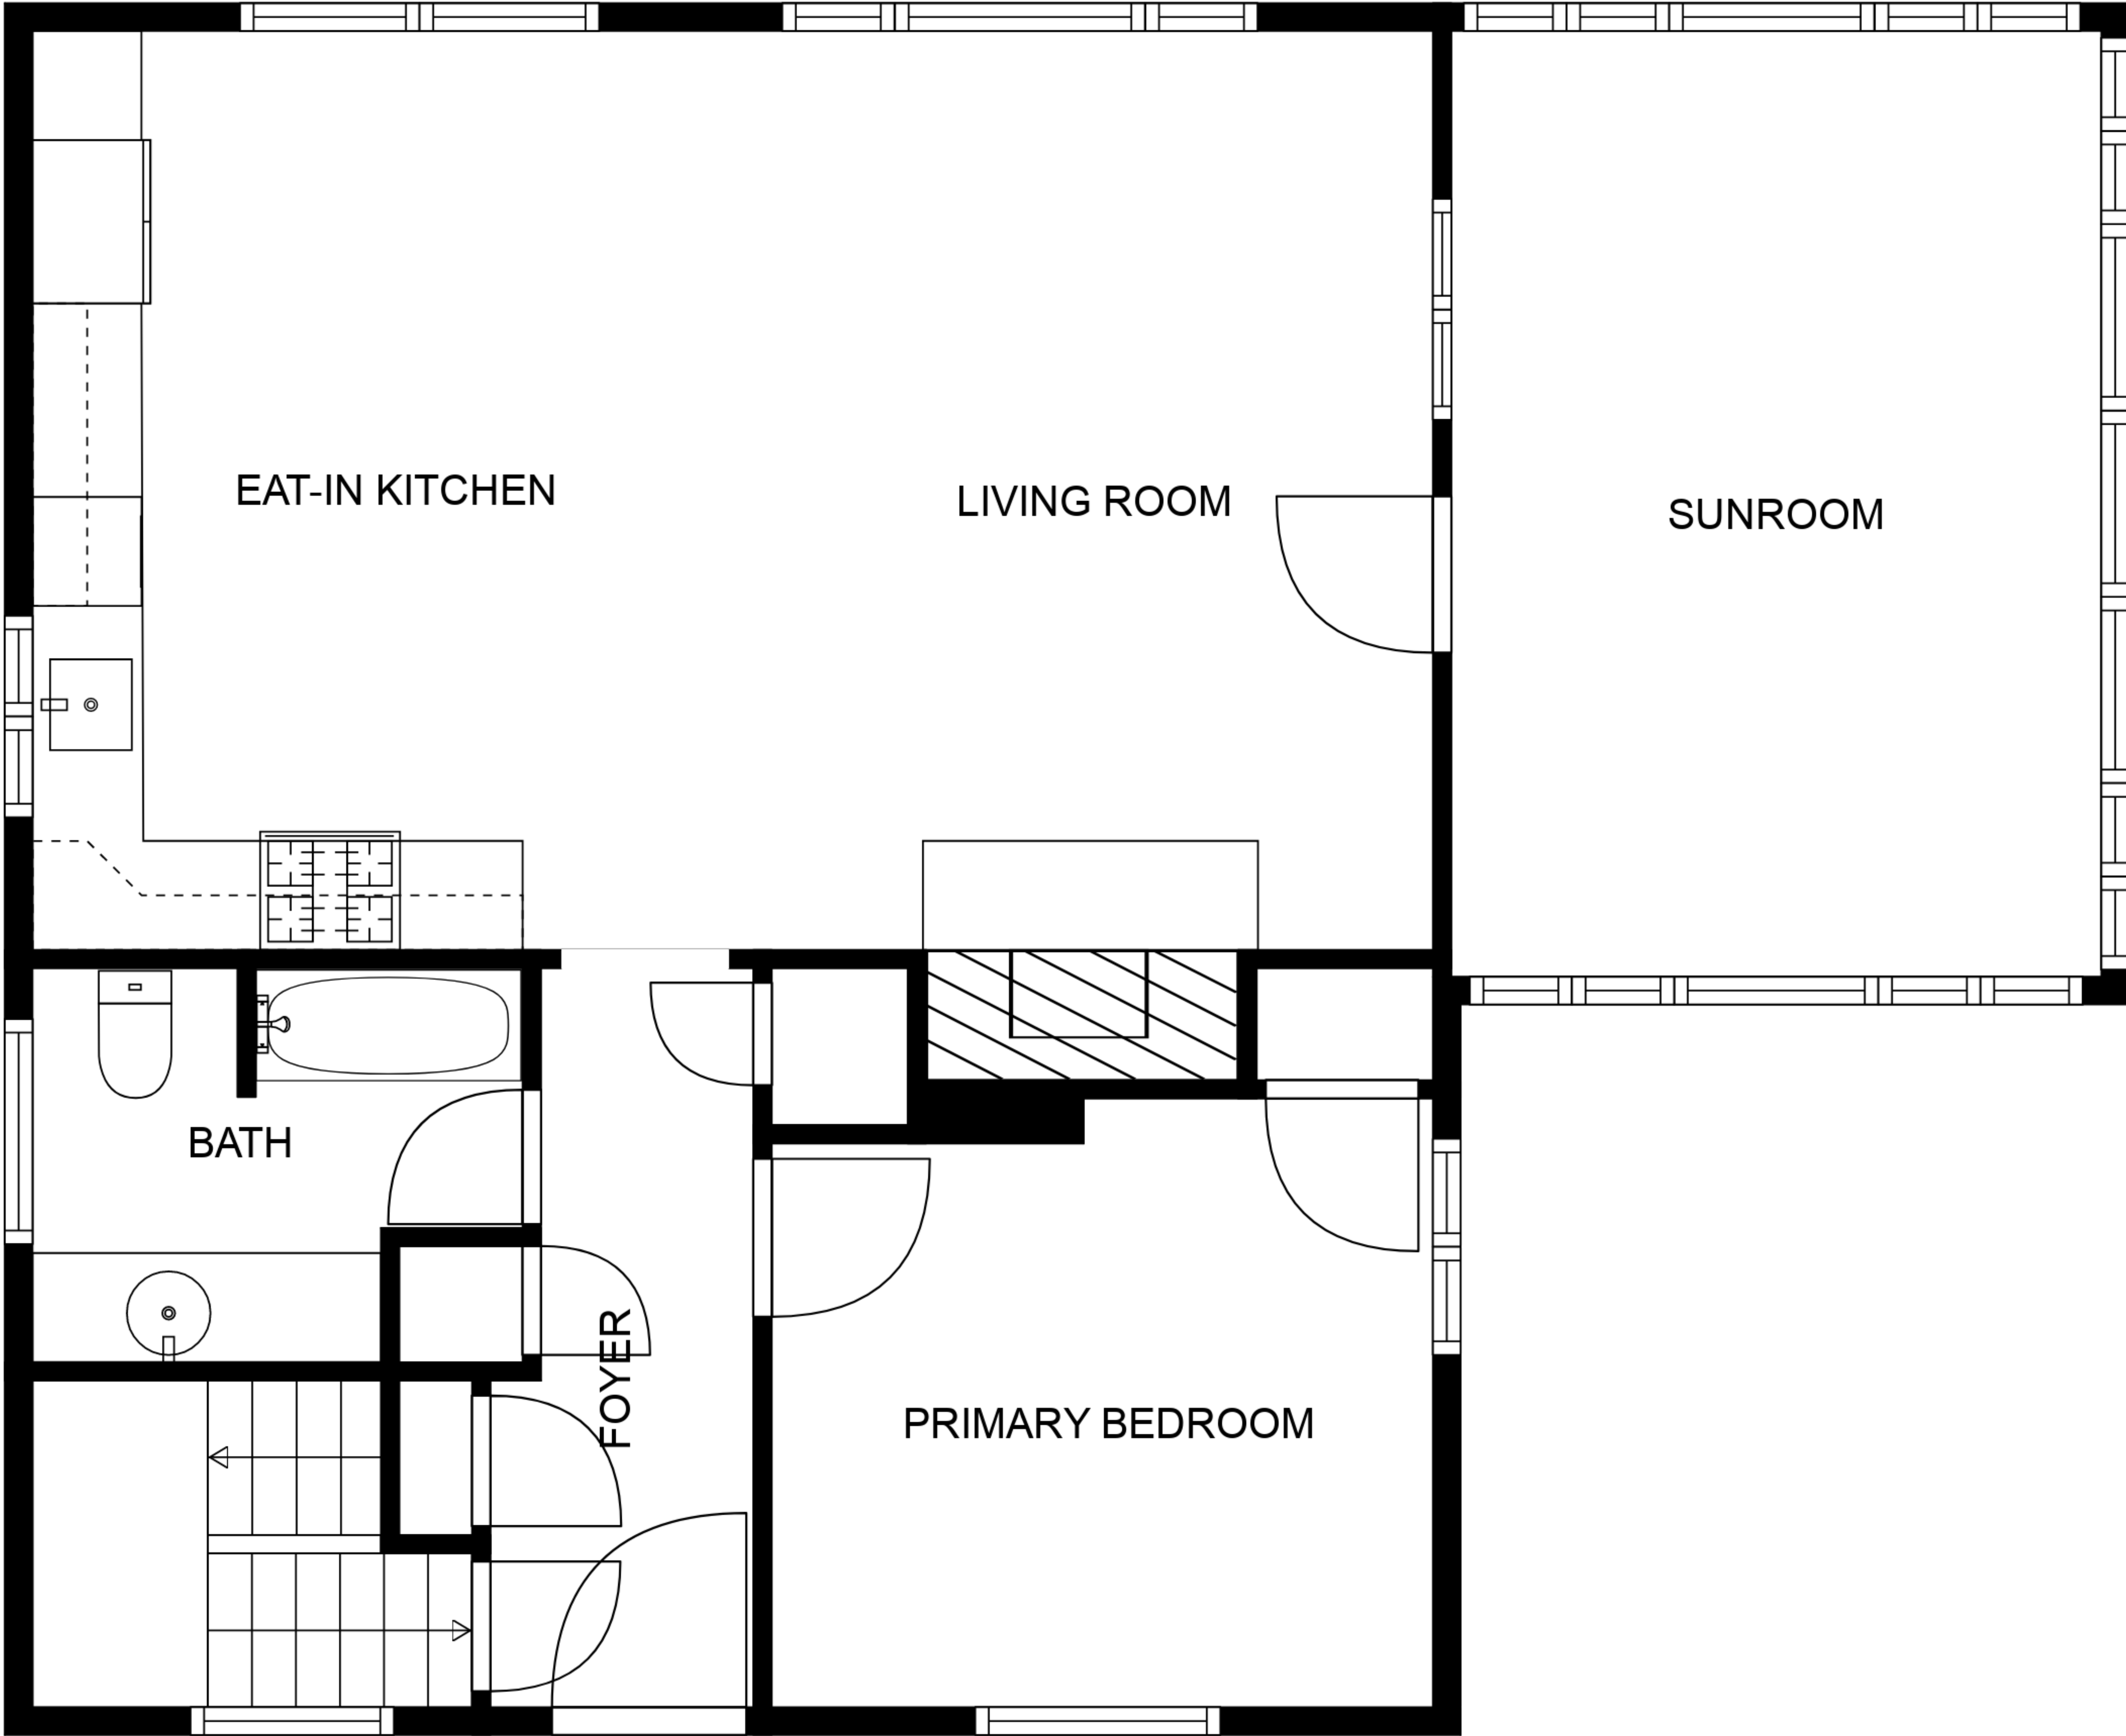 EAT-IN KITCHEN
LIVING ROOM
SUNROOM
BATH
FOYER
PRIMARY BEDROOM